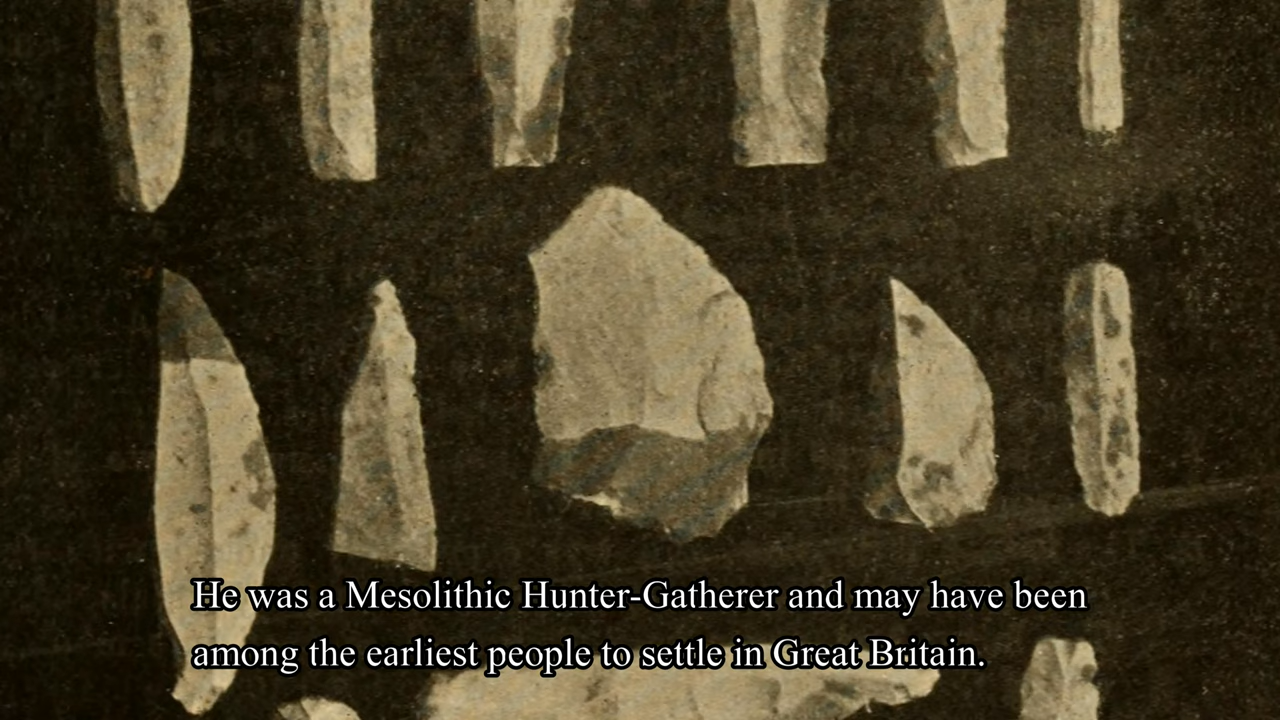 He was a Mesolithic Hunter-Gatherer and may have been
among the earliest people to settle in Great Britain.